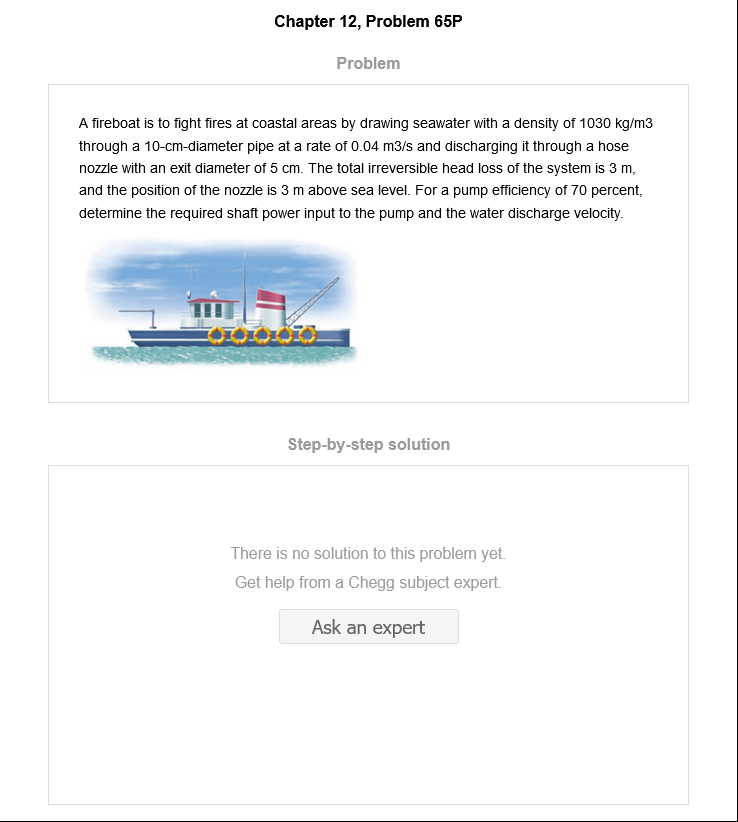 Chapter 12, Problem 65P
Problem
A fireboat is to fight fires at coastal areas by drawing seawater with a density of 1030 kg/m3
through a 10-cm-diameter pipe at a rate of 0.04 m3/s and discharging it through a hose
nozzle with an exit diameter of 5 cm. The total irreversible head loss of the system is 3 m,
and the position of the nozzle is 3 m above sea level. For a pump efficiency of 70 percent,
determine the required shaft power input to the pump and the water discharge velocity.
Step-by-step solution
There is no solution to this problem yet.
Get help from a Chegg subject expert.
Ask an expert